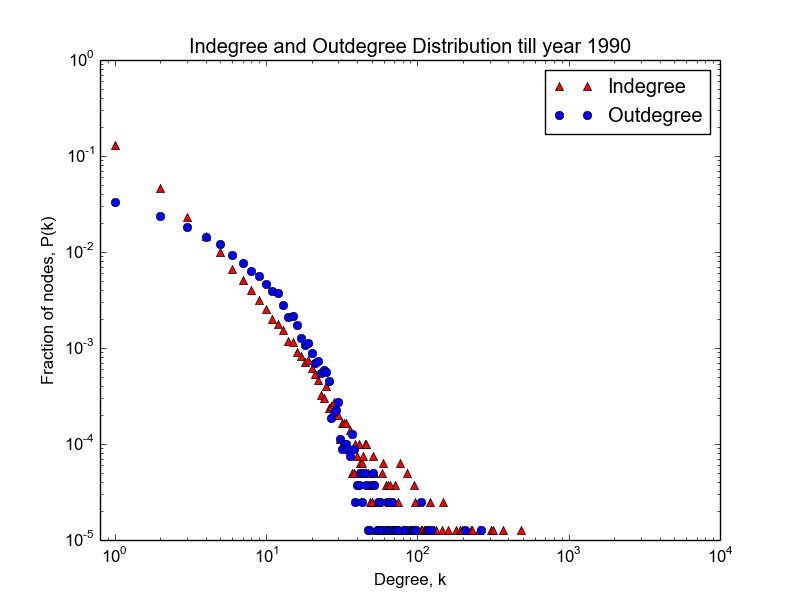 Indegree and Outdegree Distribution till year 1990
Indegree
Outdegree
10^0
10^-1
10^-2
10^-3
10^-4
10^-5
Fraction of nodes, P(k)
10^0 10^1 10^2 10^3 10^4
Degree, k